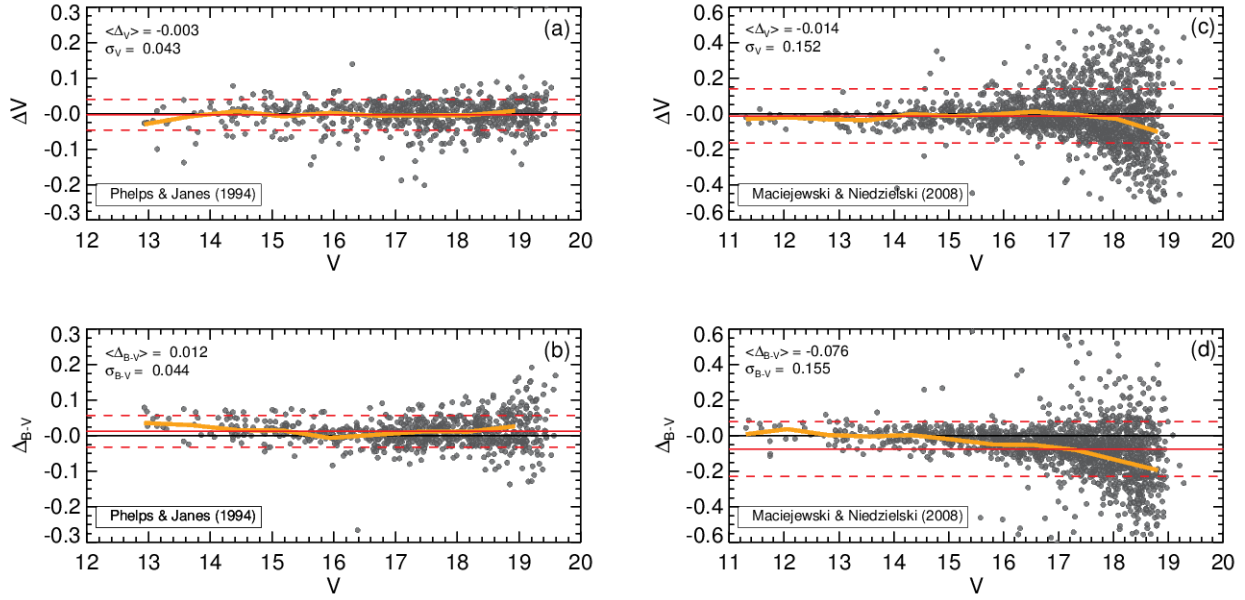 (a)
<Δ_V> = -0.003
σ_V = 0.043
ΔV
0.3
0.2
0.1
-0.0
-0.1
-0.2
-0.3
Phelps & Janes (1994)
12 13 14 15 16 17 18 19 20
V
(c)
<Δ_V> = -0.014
σ_V = 0.152
ΔV
0.6
0.4
0.2
-0.0
-0.2
-0.4
-0.6
Maciejewski & Niedzielski (2008)
11 12 13 14 15 16 17 18 19 20
V
(b)
<Δ_B-V> = 0.012
σ_B-V = 0.044
Δ_B-V
0.3
0.2
0.1
-0.0
0.1
0.2
-0.3
Phelps & Janes (1994)
12 13 14 15 16 17 18 19 20
V
(d)
<Δ_B-V> = -0.076
σ_B-V = 0.155
Δ_B-V
0.6
0.4
0.2
-0.0
0.2
-0.4
-0.6
Maciejewski & Niedzielski (2008)
11 12 13 14 15 16 17 18 19 20
V